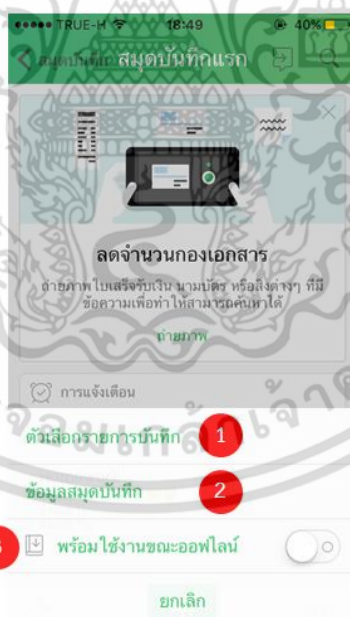 TRUE-H 18:49 40%
สมุดบันทึก สมุดบันทึกแรก
ลดจำนวนกองเอกสาร
ถ่ายภาพใบเสร็จรับเงิน นามบัตร หรือสิ่งต่างๆ ที่มี
ข้อความเพื่อทำให้สามารถค้นหาได้
ถ่ายภาพ
การแจ้งเตือน
ตัวเลือกรายการบันทึก 1
ข้อมูลสมุดบันทึก 2
3 พร้อมใช้งานขณะออฟไลน์
ยกเลิก